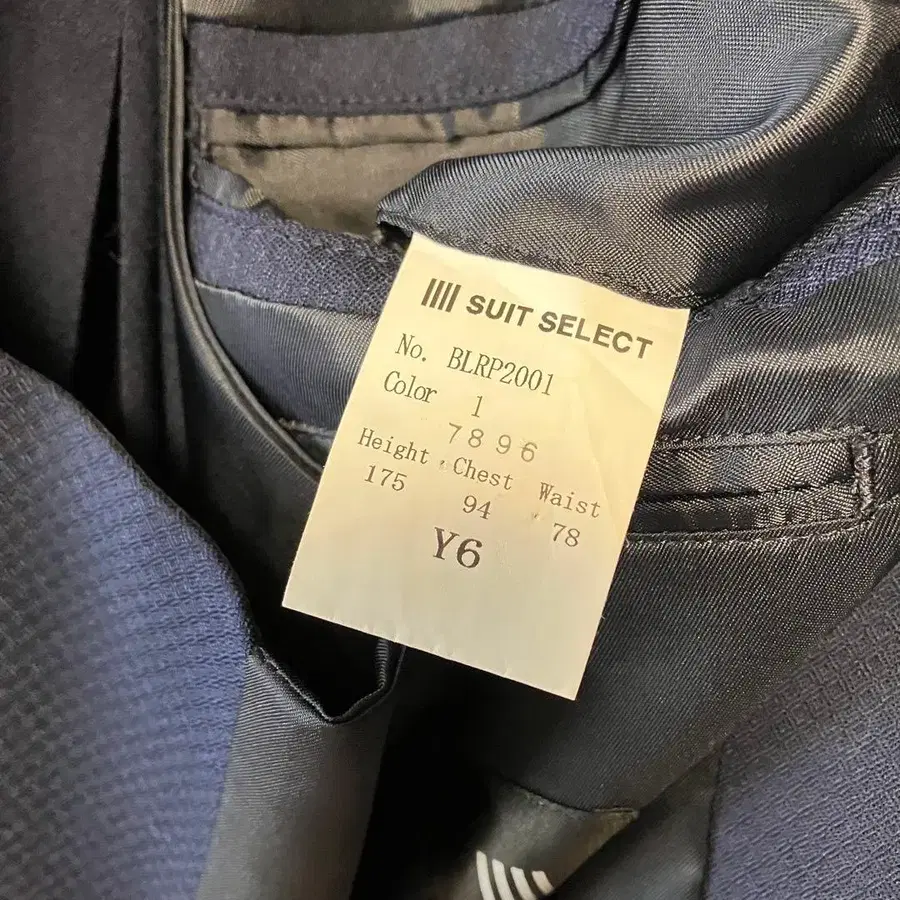 SUIT SELECT
No. BLRP2001
Color 1
7896
Height Chest Waist
175 94 78
Y6